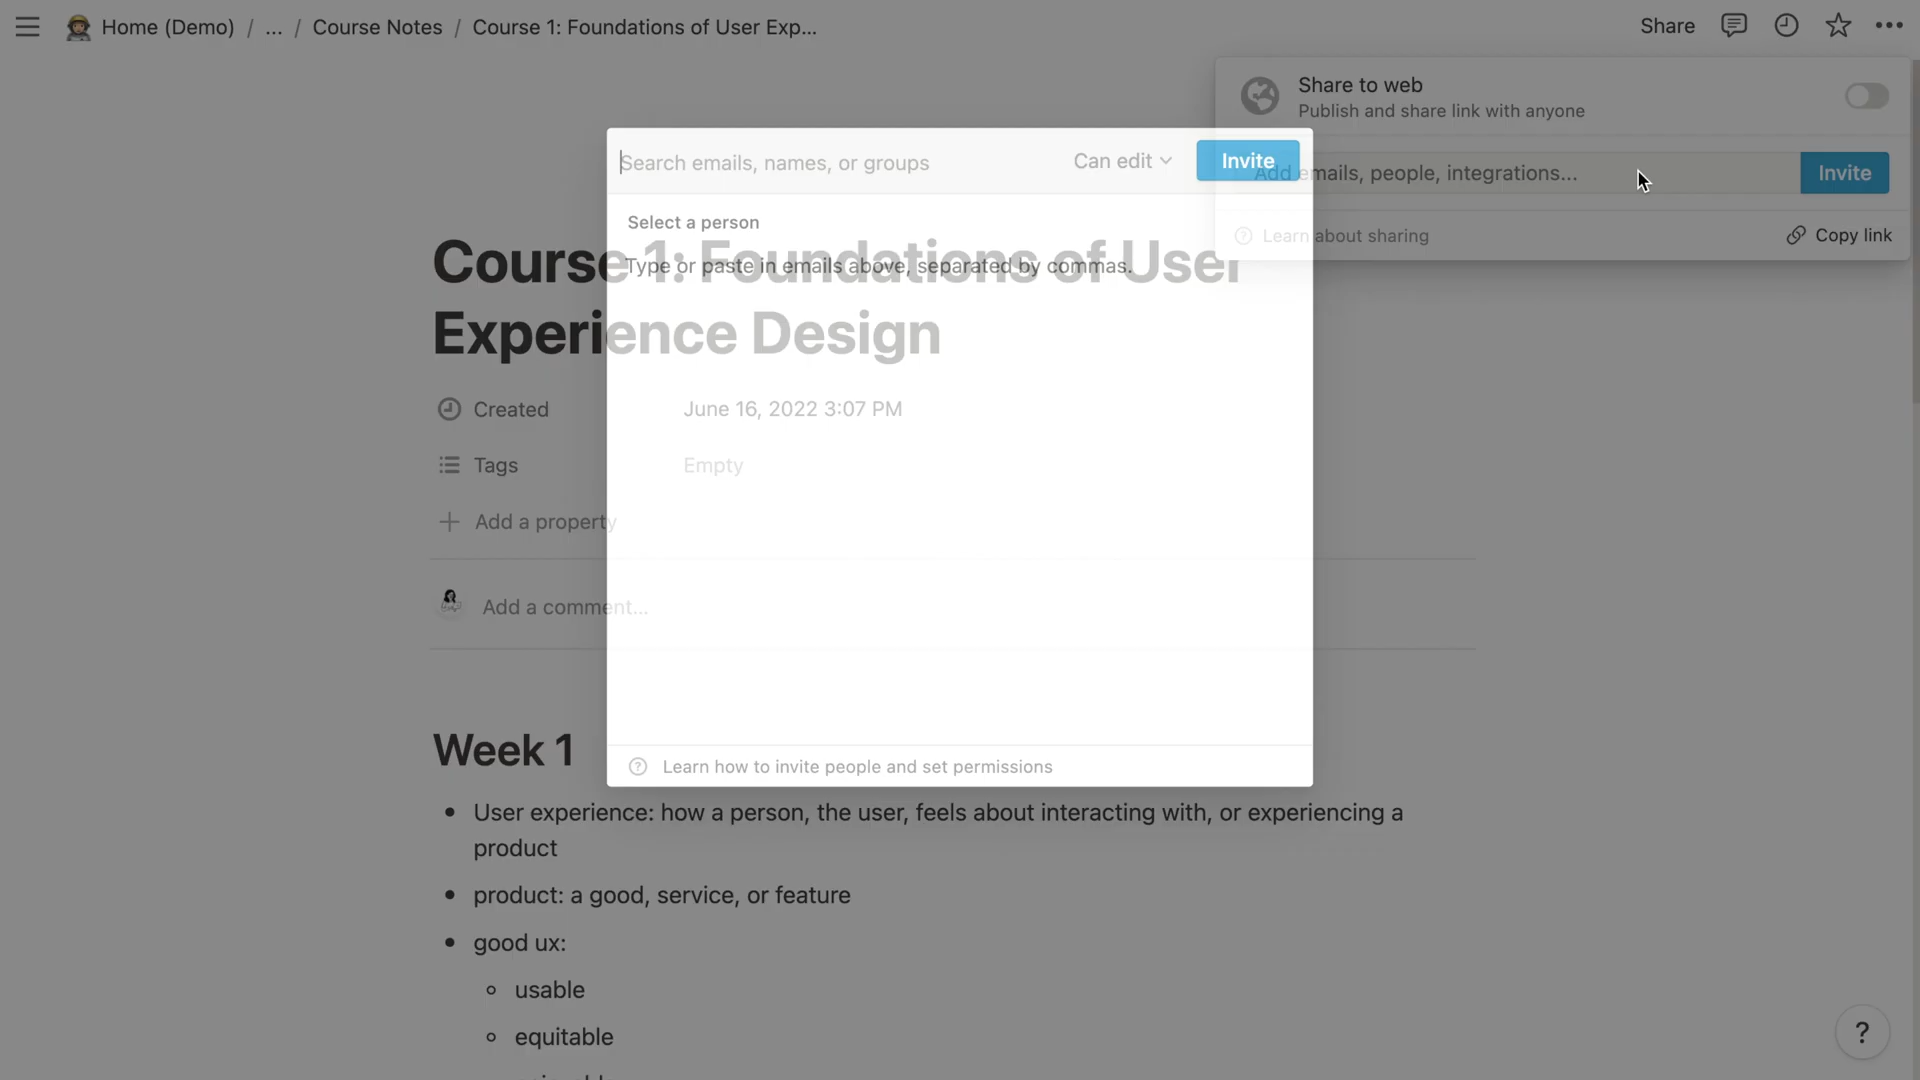 Home (Demo) / ... / Course Notes / Course 1: Foundations of User Exp...
Share
Share to web
Publish and share link with anyone
Add emails, people, integrations...
Invite
Learn about sharing
Copy link
Search emails, names, or groups
Can edit
Invite
Select a person
Type or paste in emails above, separated by commas.
Learn how to invite people and set permissions
Course 1: Foundations of User
Experience Design
Created
June 16, 2022 3:07 PM
Tags
Empty
Add a property
Add a comment...
Week 1
• User experience: how a person, the user, feels about interacting with, or experiencing a
product
• product: a good, service, or feature
• good ux:
◦ usable
◦ equitable
?